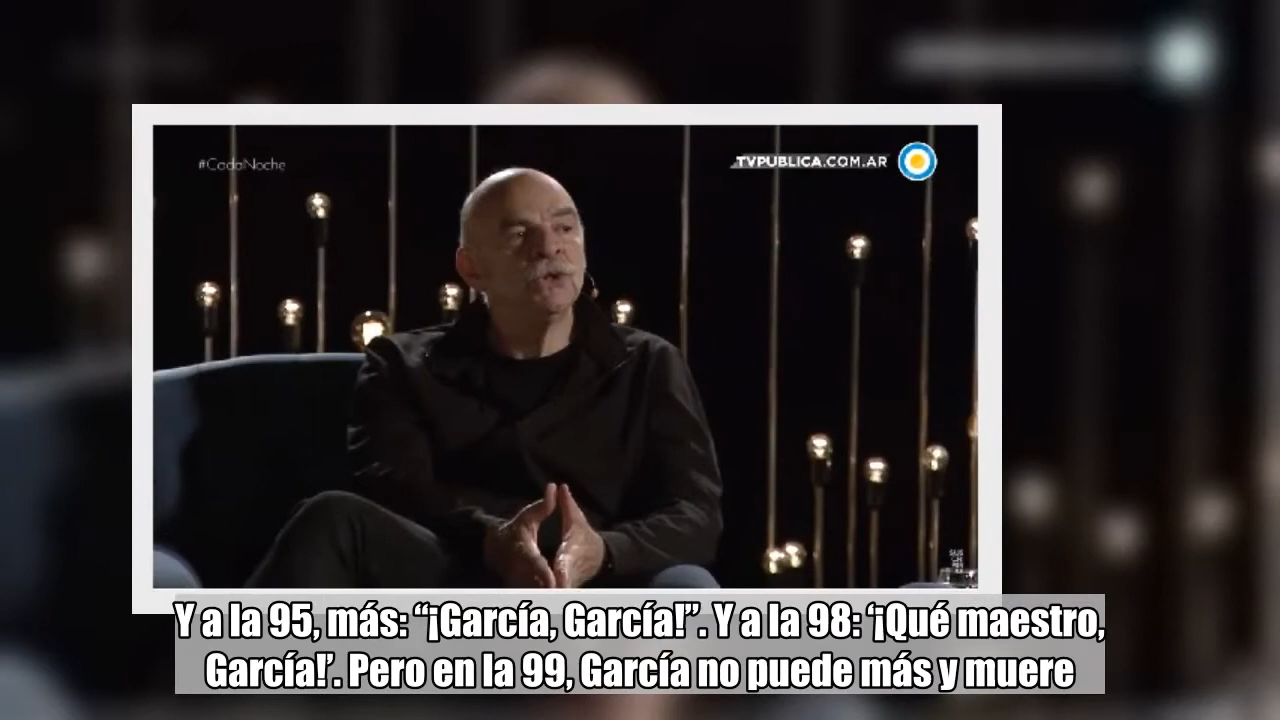 #CadaNoche
TVPUBLICA.COM.AR
Y a la 95, más: “¡García, García!”. Y a la 98: ‘¡Qué maestro,
García!’. Pero en la 99, García no puede más y muere